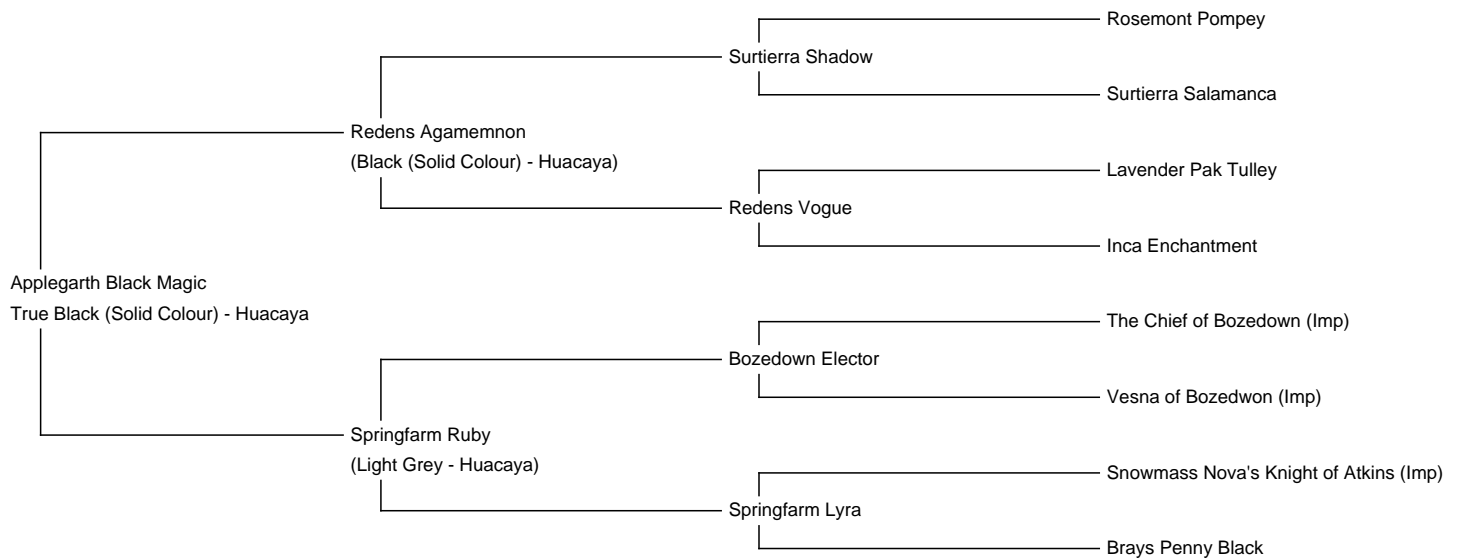 Rosemont Pompey
Surtierra Shadow
Surtierra Salamanca
Redens Agamemnon
(Black (Solid Colour) - Huacaya)
Lavender Pak Tulley
Redens Vogue
Inca Enchantment
Applegarth Black Magic
True Black (Solid Colour) - Huacaya
The Chief of Bozedown (Imp)
Bozedown Elector
Vesna of Bozedwon (Imp)
Springfarm Ruby
(Light Grey - Huacaya)
Snowmass Nova's Knight of Atkins (Imp)
Springfarm Lyra
Brays Penny Black